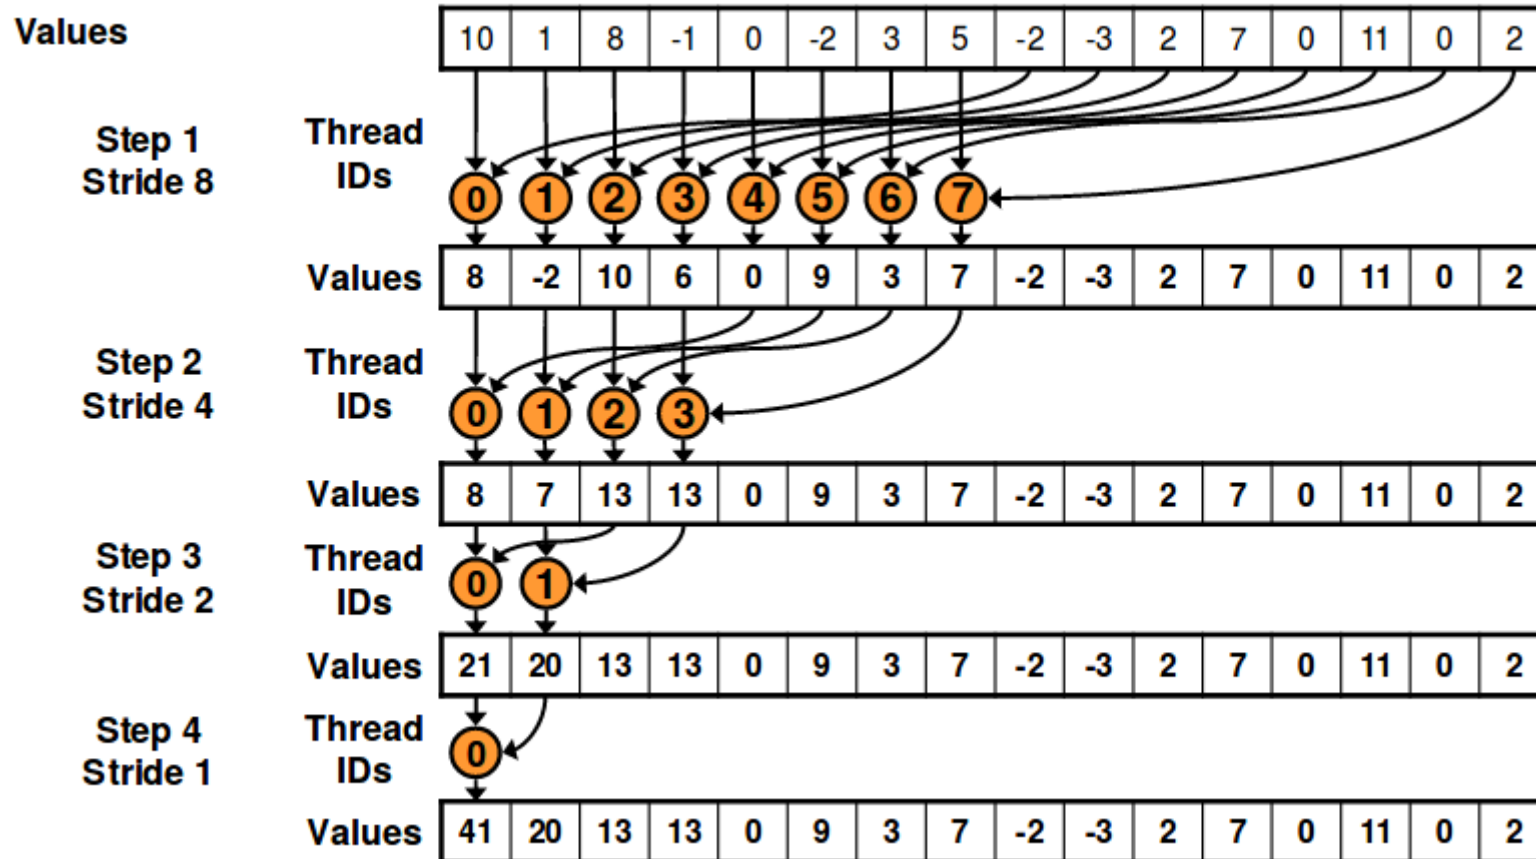 Values 10 1 8 -1 0 -2 3 5 -2 -3 2 7 0 11 0 2
Step 1
Stride 8
Thread
IDs
0 1 2 3 4 5 6 7
Values 8 -2 10 6 0 9 3 7 -2 -3 2 7 0 11 0 2
Step 2
Stride 4
Thread
IDs
0 1 2 3
Values 8 7 13 13 0 9 3 7 -2 -3 2 7 0 11 0 2
Step 3
Stride 2
Thread
IDs
0 1
Values 21 20 13 13 0 9 3 7 -2 -3 2 7 0 11 0 2
Step 4
Stride 1
Thread
IDs
0
Values 41 20 13 13 0 9 3 7 -2 -3 2 7 0 11 0 2